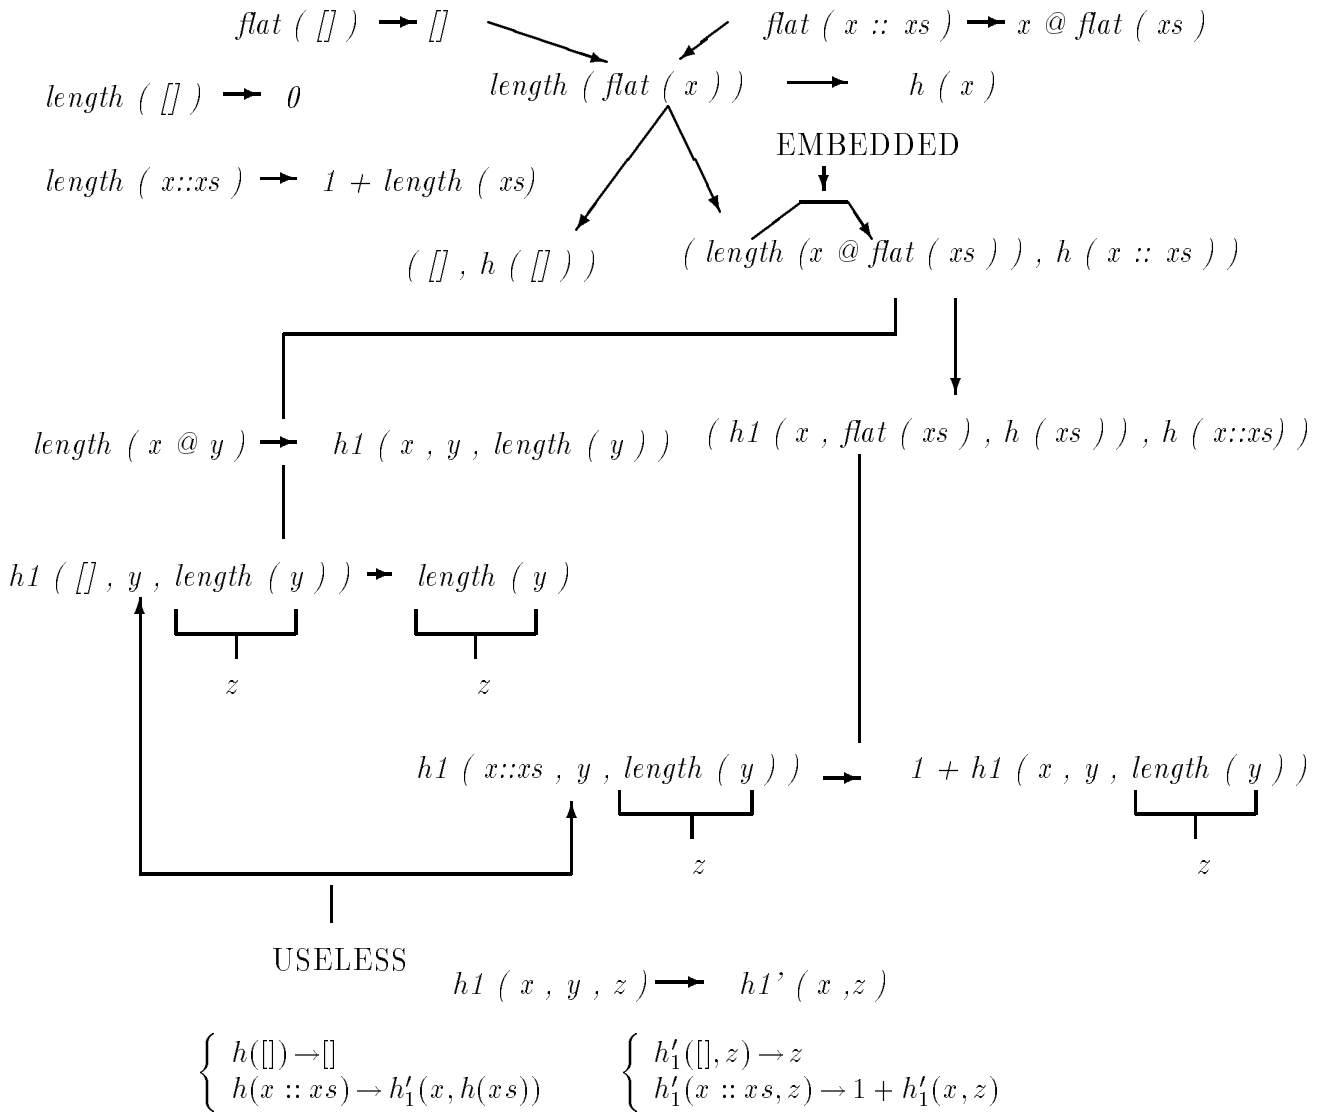 flat ( [] ) → []
flat ( x :: xs ) → x @ flat ( xs )
length ( [] ) → 0
length ( flat ( x ) ) → h ( x )
EMBEDDED
length ( x::xs ) → 1 + length ( xs)
( [] , h ( [] ) )
( length (x @ flat ( xs ) ) , h ( x :: xs ) )
length ( x @ y ) → h1 ( x , y , length ( y ) )
( h1 ( x , flat ( xs ) , h ( xs ) ) , h ( x::xs) )
h1 ( [] , y , length ( y ) ) → length ( y )
z
z
h1 ( x::xs , y , length ( y ) ) → 1 + h1 ( x , y , length ( y ) )
z
z
USELESS
h1 ( x , y , z ) → h1' ( x ,z )
h([]) → []
h(x :: xs) → h′₁(x, h(xs))
h′₁([], z) → z
h′₁(x :: xs, z) → 1 + h′₁(x, z)